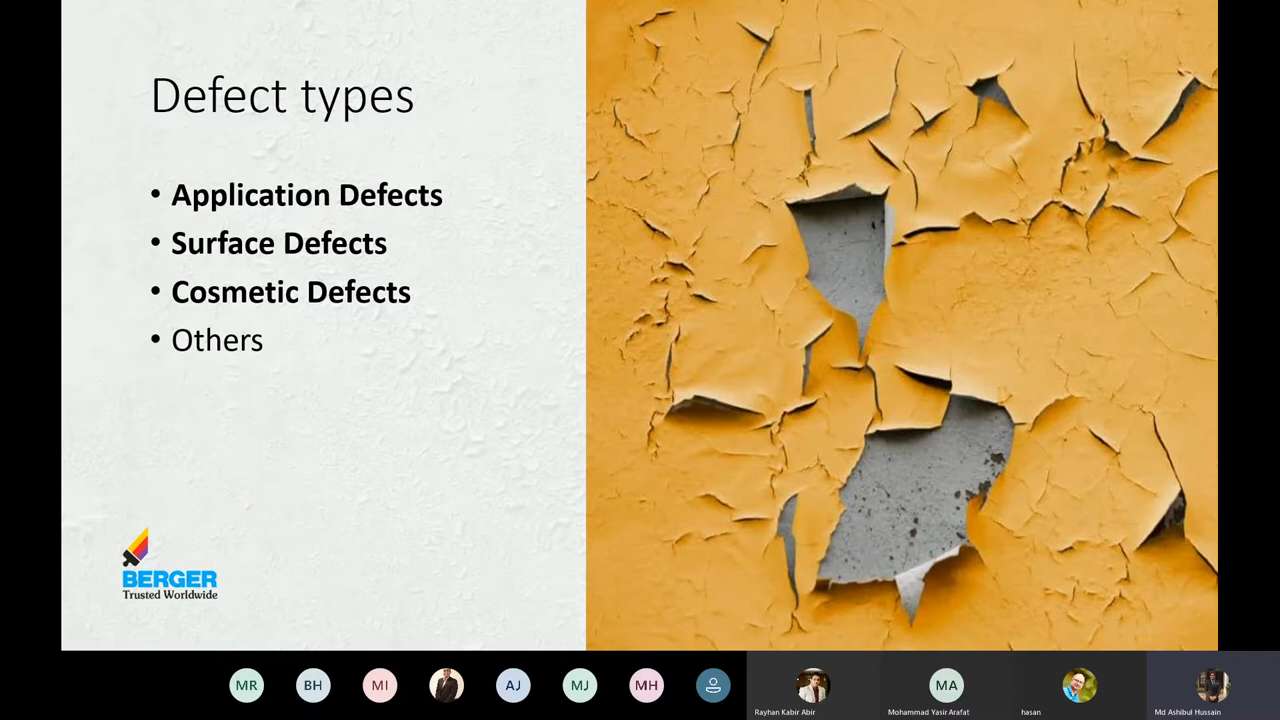 Defect types
• Application Defects
• Surface Defects
• Cosmetic Defects
• Others
BERGER
Trusted Worldwide
MR
BH
MI
AJ
MJ
MH
MA
Rayhan Kabir Abir
Mohammad Yasir Arafat
hasan
Md Ashibul Hussain